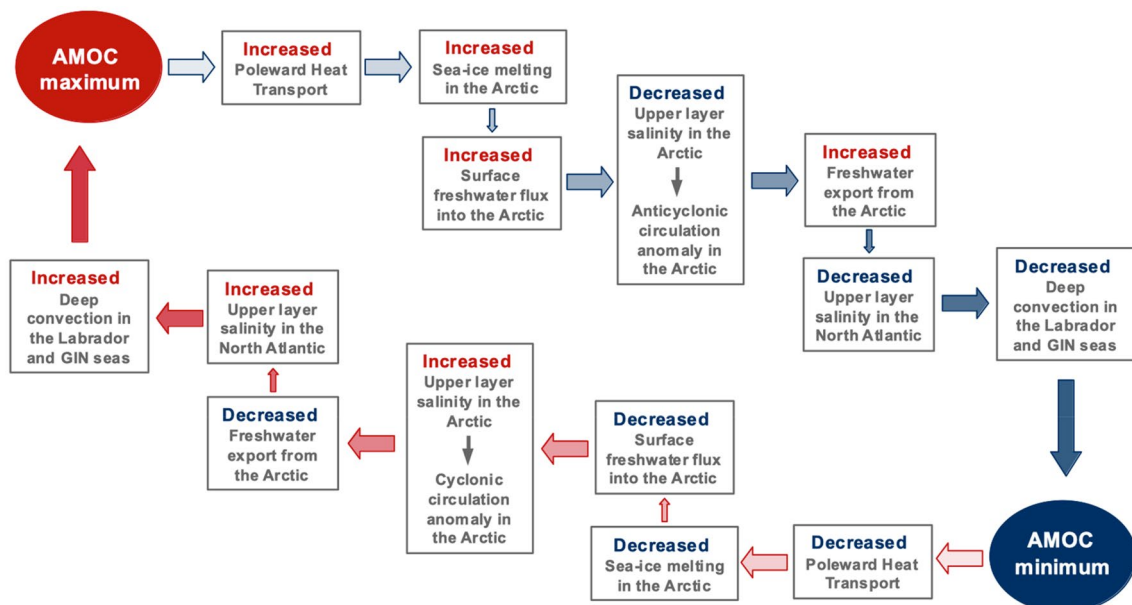 AMOC
maximum
Increased
Poleward Heat
Transport
Increased
Sea-ice melting
in the Arctic
Increased
Surface
freshwater flux
into the Arctic
Decreased
Upper layer
salinity in the
Arctic
Anticyclonic
circulation
anomaly in
the Arctic
Increased
Freshwater
export from
the Arctic
Decreased
Upper layer
salinity in the
North Atlantic
Decreased
Deep
convection in
the Labrador
and GIN seas
AMOC
minimum
Decreased
Poleward Heat
Transport
Decreased
Sea-ice melting
in the Arctic
Decreased
Surface
freshwater flux
into the Arctic
Increased
Upper layer
salinity in the
Arctic
Cyclonic
circulation
anomaly in the
Arctic
Decreased
Freshwater
export from
the Arctic
Increased
Upper layer
salinity in the
North Atlantic
Increased
Deep
convection in
the Labrador
and GIN seas